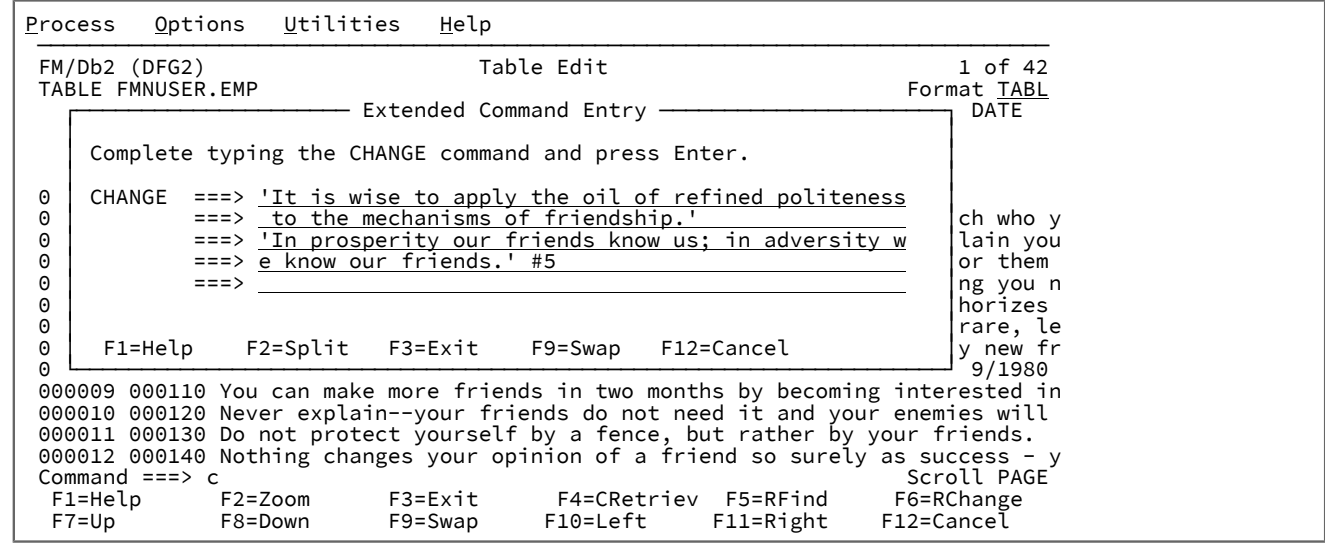 Process   Options   Utilities   Help
FM/Db2 (DFG2)                     Table Edit                           1 of 42
TABLE FMNUSER.EMP                                                  Format TABL
Extended Command Entry   DATE
Complete typing the CHANGE command and press Enter.
0   CHANGE  ===> 'It is wise to apply the oil of refined politeness
0           ===>  to the mechanisms of friendship.'   ch who y
0           ===> 'In prosperity our friends know us; in adversity w   lain you
0           ===> e know our friends.' #5   or them
0           ===>   ng you n
0   horizes
0   rare, le
0   F1=Help    F2=Split   F3=Exit    F9=Swap   F12=Cancel   y new fr
0   9/1980
000009 000110 You can make more friends in two months by becoming interested in
000010 000120 Never explain--your friends do not need it and your enemies will
000011 000130 Do not protect yourself by a fence, but rather by your friends.
000012 000140 Nothing changes your opinion of a friend so surely as success - y
Command ===> c                                                     Scroll PAGE
F1=Help      F2=Zoom      F3=Exit      F4=CRetriev  F5=RFind     F6=RChange
F7=Up        F8=Down      F9=Swap     F10=Left     F11=Right    F12=Cancel